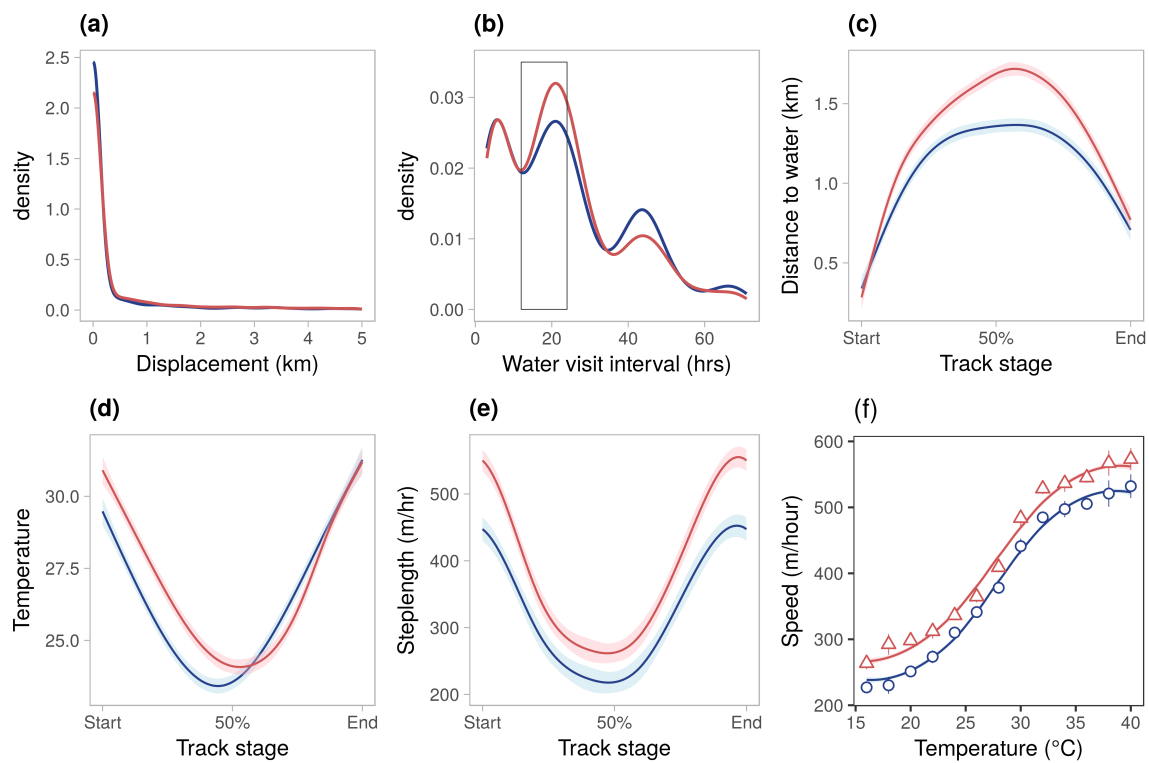 (a)
2.5
2.0
1.5
1.0
0.5
0.0
density
0 1 2 3 4 5
Displacement (km)
(b)
0.03
0.02
0.01
0.00
density
0 20 40 60
Water visit interval (hrs)
(c)
1.5
1.0
0.5
Distance to water (km)
Start 50% End
Track stage
(d)
30.0
27.5
25.0
Temperature
Start 50% End
Track stage
(e)
500
400
300
200
Steplength (m/hr)
Start 50% End
Track stage
(f)
600
500
400
300
200
Speed (m/hour)
15 20 25 30 35 40
Temperature (°C)